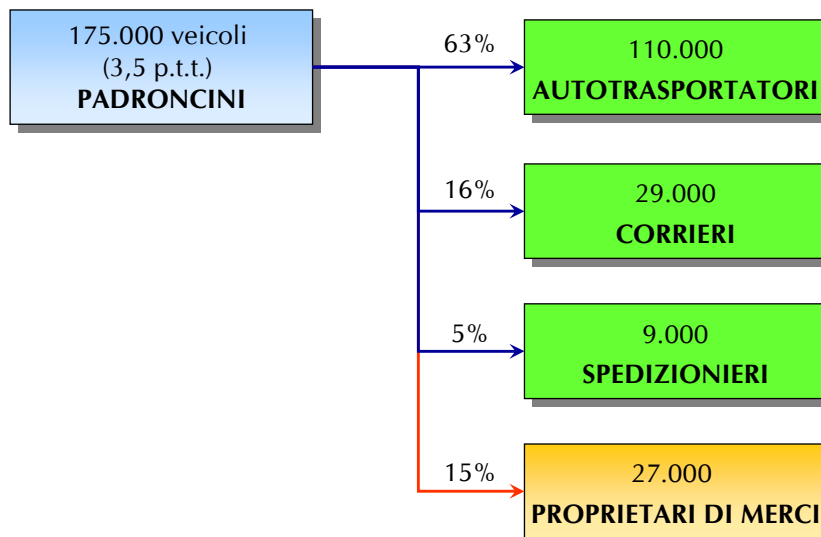 175.000 veicoli
(3,5 p.t.t.)
PADRONCINI
63%
110.000
AUTOTRASPORTATORI
16%
29.000
CORRIERI
5%
9.000
SPEDIZIONIERI
15%
27.000
PROPRIETARI DI MERCI